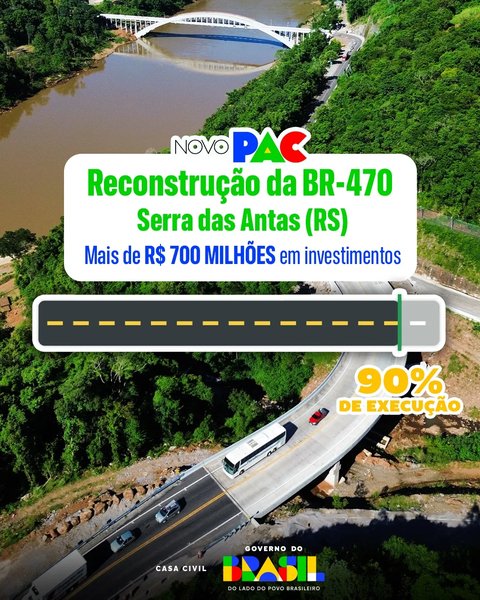 NOVO PAC
Reconstrução da BR-470
Serra das Antas (RS)
Mais de R$ 700 MILHÕES em investimentos
90%
DE EXECUÇÃO
CASA CIVIL
GOVERNO DO
BRASIL
DO LADO DO POVO BRASILEIRO